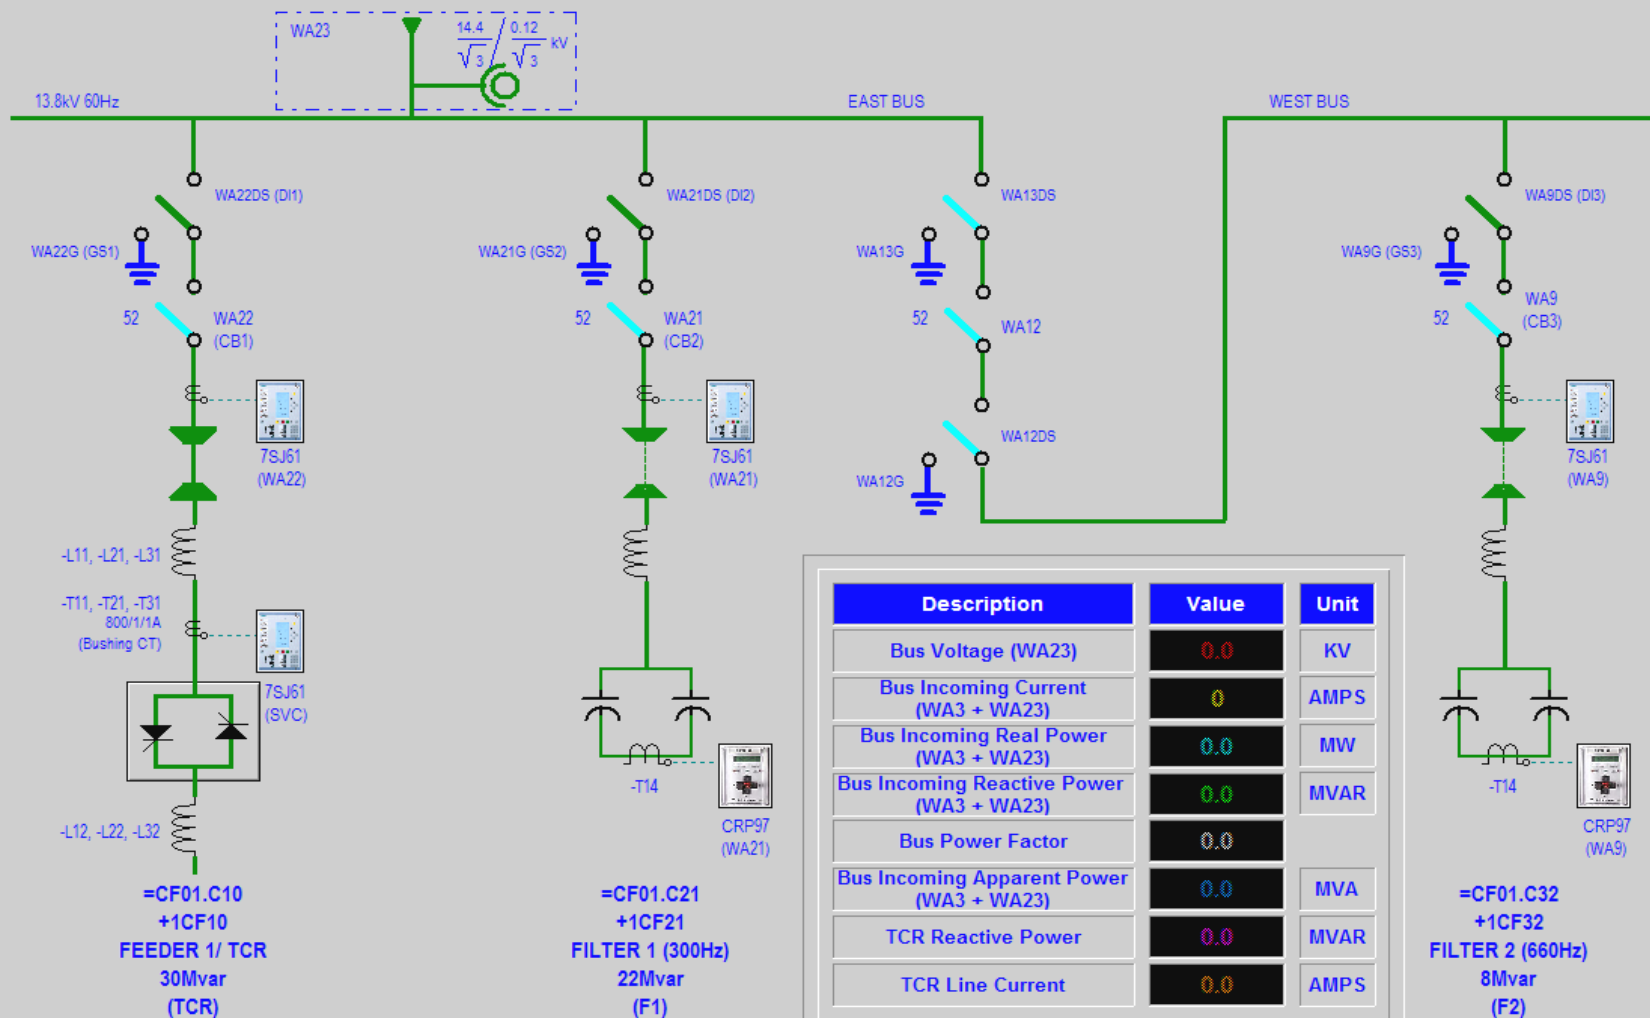 WA23
14.4
√3
0.12
√3
kV
13.8kV 60Hz
EAST BUS
WEST BUS
WA22DS (DI1)
WA21DS (DI2)
WA13DS
WA9DS (DI3)
WA22G (GS1)
WA21G (GS2)
WA13G
WA9G (GS3)
52
WA22
(CB1)
52
WA21
(CB2)
52
WA12
52
WA9
(CB3)
WA12DS
WA12G
7SJ61
(WA22)
7SJ61
(WA21)
7SJ61
(WA9)
-L11, -L21, -L31
-T11, -T21, -T31
800/1/1A
(Bushing CT)
7SJ61
(SVC)
-L12, -L22, -L32
-T14
CRP97
(WA21)
-T14
CRP97
(WA9)
=CF01.C10
+1CF10
FEEDER 1/ TCR
30Mvar
(TCR)
=CF01.C21
+1CF21
FILTER 1 (300Hz)
22Mvar
(F1)
=CF01.C32
+1CF32
FILTER 2 (660Hz)
8Mvar
(F2)
Description Value Unit
Bus Voltage (WA23) 0.0 KV
Bus Incoming Current
(WA3 + WA23) 0 AMPS
Bus Incoming Real Power
(WA3 + WA23) 0.0 MW
Bus Incoming Reactive Power
(WA3 + WA23) 0.0 MVAR
Bus Power Factor 0.0
Bus Incoming Apparent Power
(WA3 + WA23) 0.0 MVA
TCR Reactive Power 0.0 MVAR
TCR Line Current 0.0 AMPS